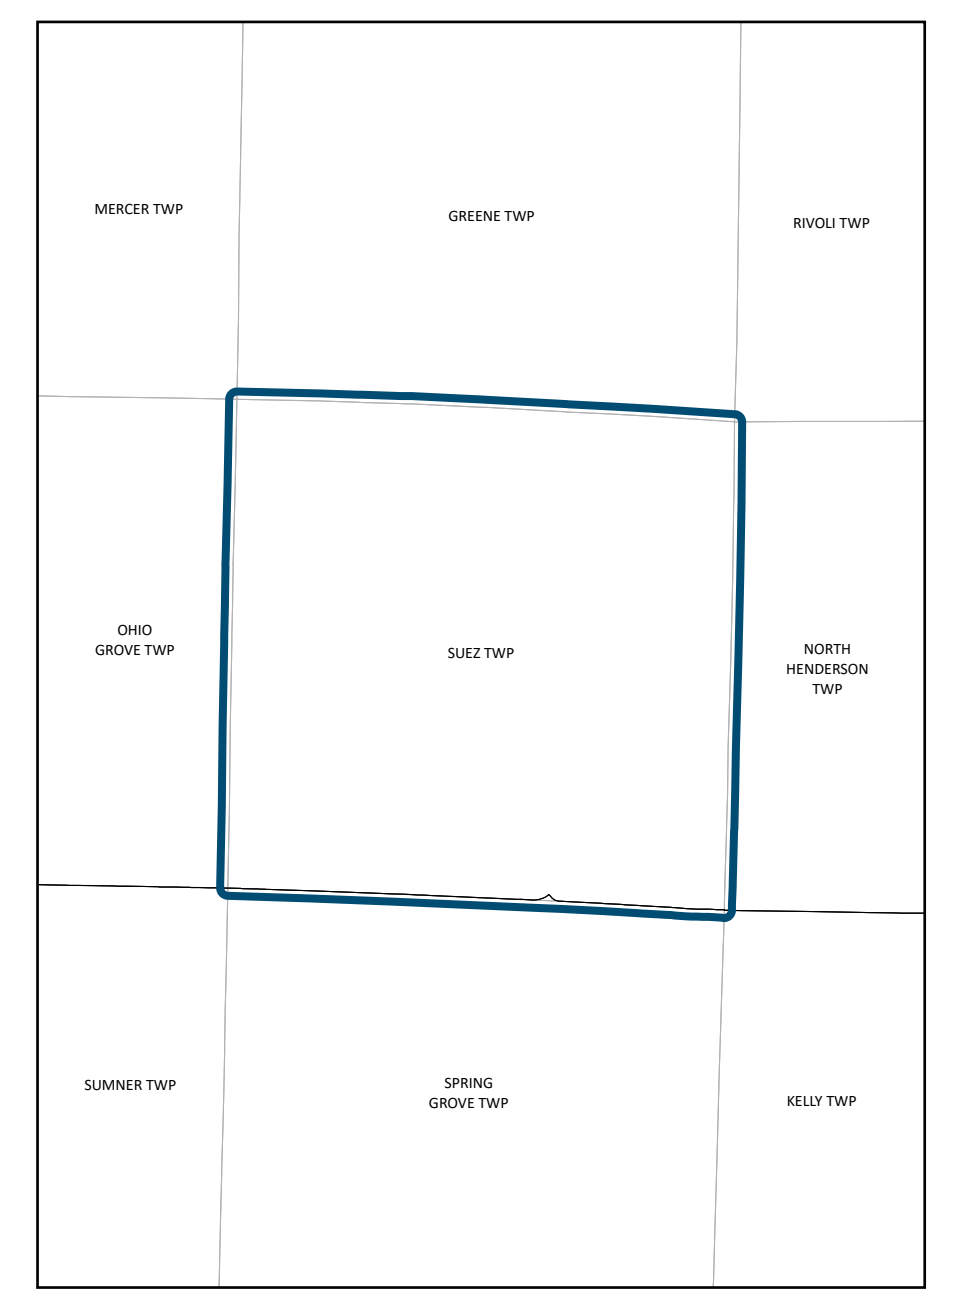 MERCER TWP
GREENE TWP
RIVOLI TWP
OHIO
GROVE TWP
SUEZ TWP
NORTH
HENDERSON
TWP
SUMNER TWP
SPRING
GROVE TWP
KELLY TWP